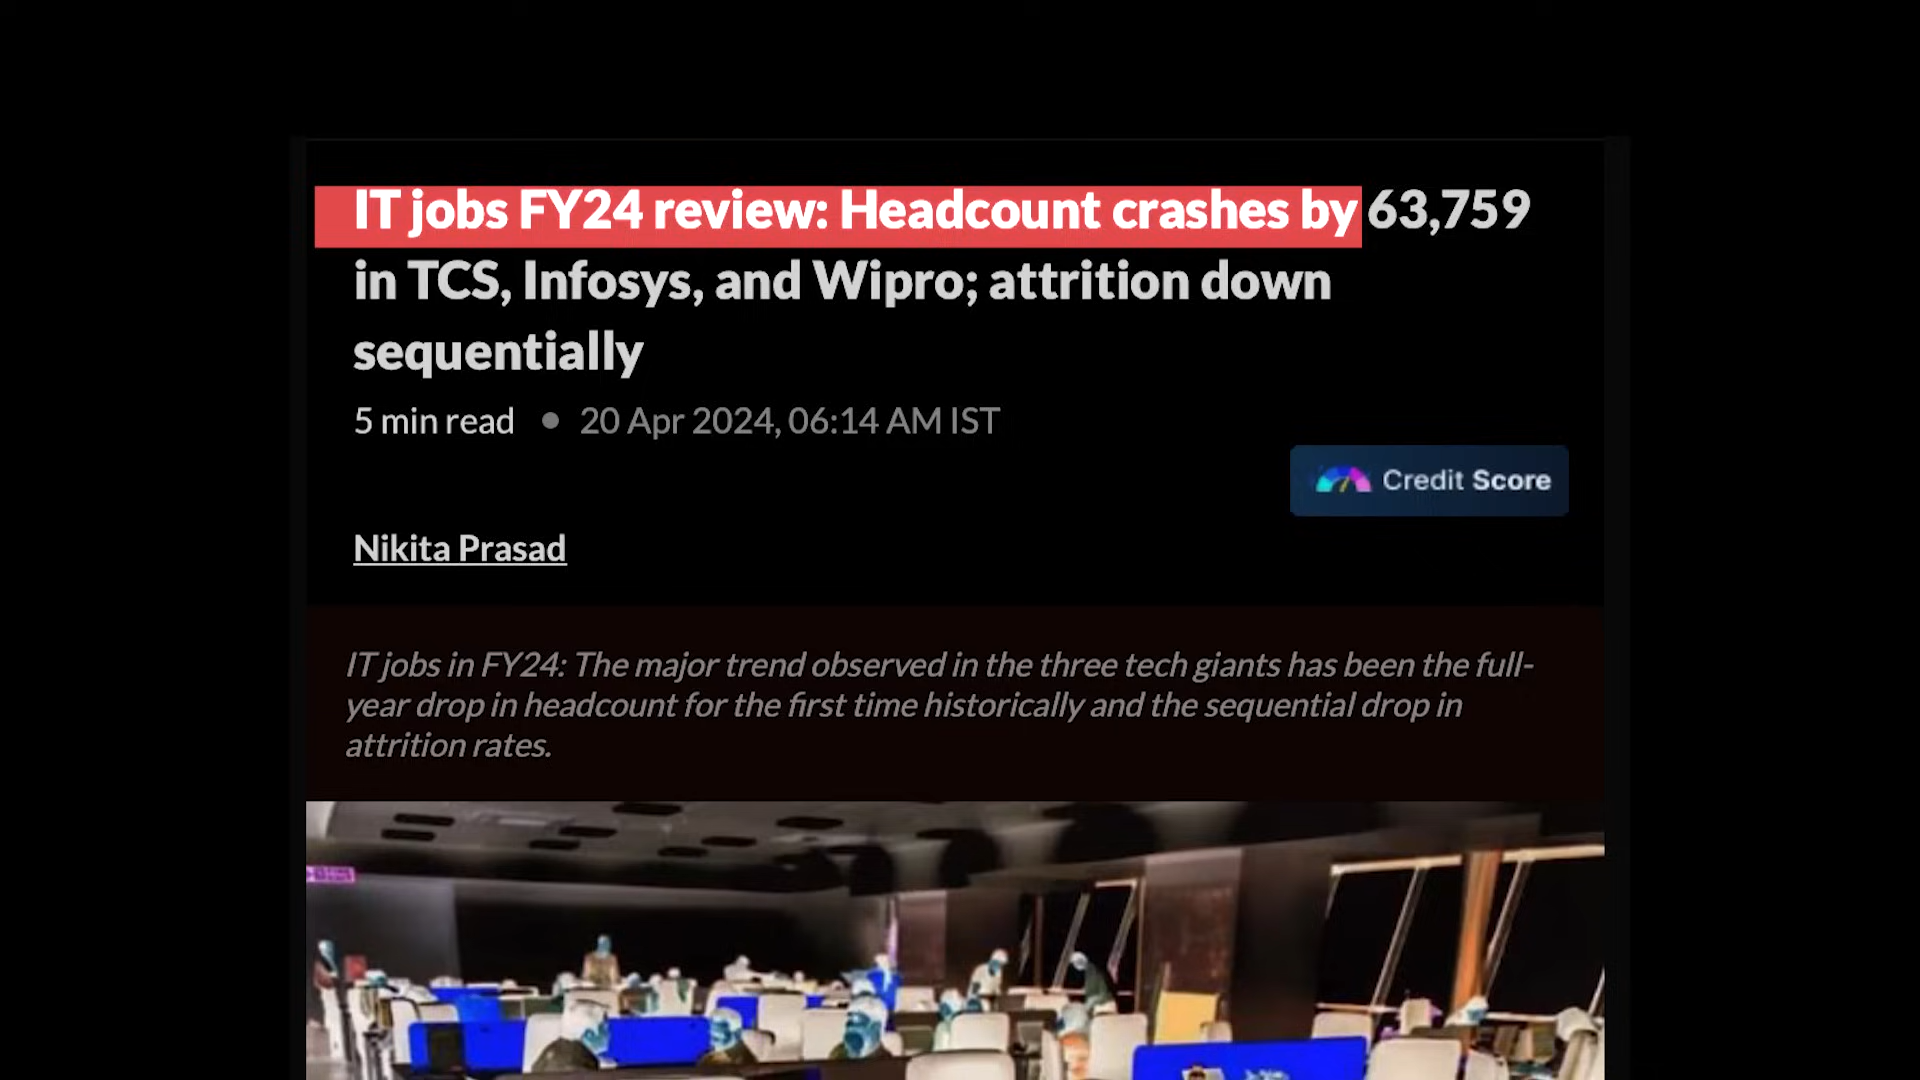 IT jobs FY24 review: Headcount crashes by 63,759
in TCS, Infosys, and Wipro; attrition down
sequentially
5 min read • 20 Apr 2024, 06:14 AM IST
Credit Score
Nikita Prasad
IT jobs in FY24: The major trend observed in the three tech giants has been the full-
year drop in headcount for the first time historically and the sequential drop in
attrition rates.